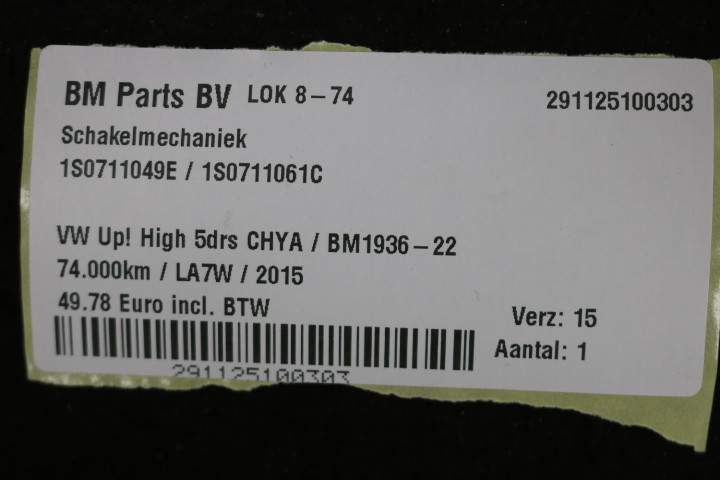 BM Parts BV LOK 8-74 291125100303
Schakelmechaniek
1S0711049E / 1S0711061C
VW Up! High 5drs CHYA / BM1936-22
74.000km / LA7W / 2015
49.78 Euro incl. BTW
Verz: 15
Aantal: 1
291125100303